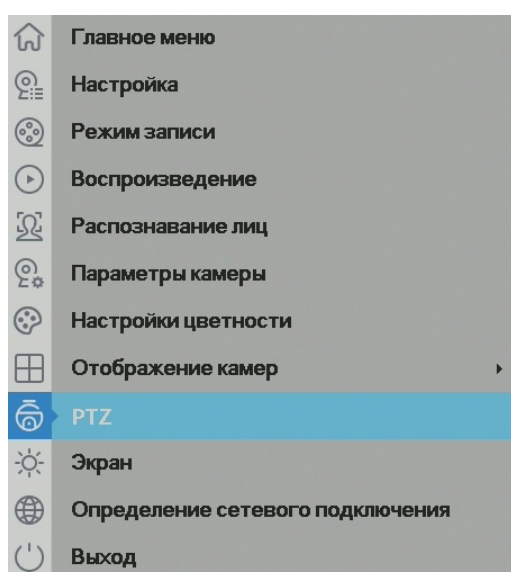 Главное меню
Настройка
Режим записи
Воспроизведение
Распознавание лиц
Параметры камеры
Настройки цветности
Отображение камер
PTZ
Экран
Определение сетевого подключения
Выход